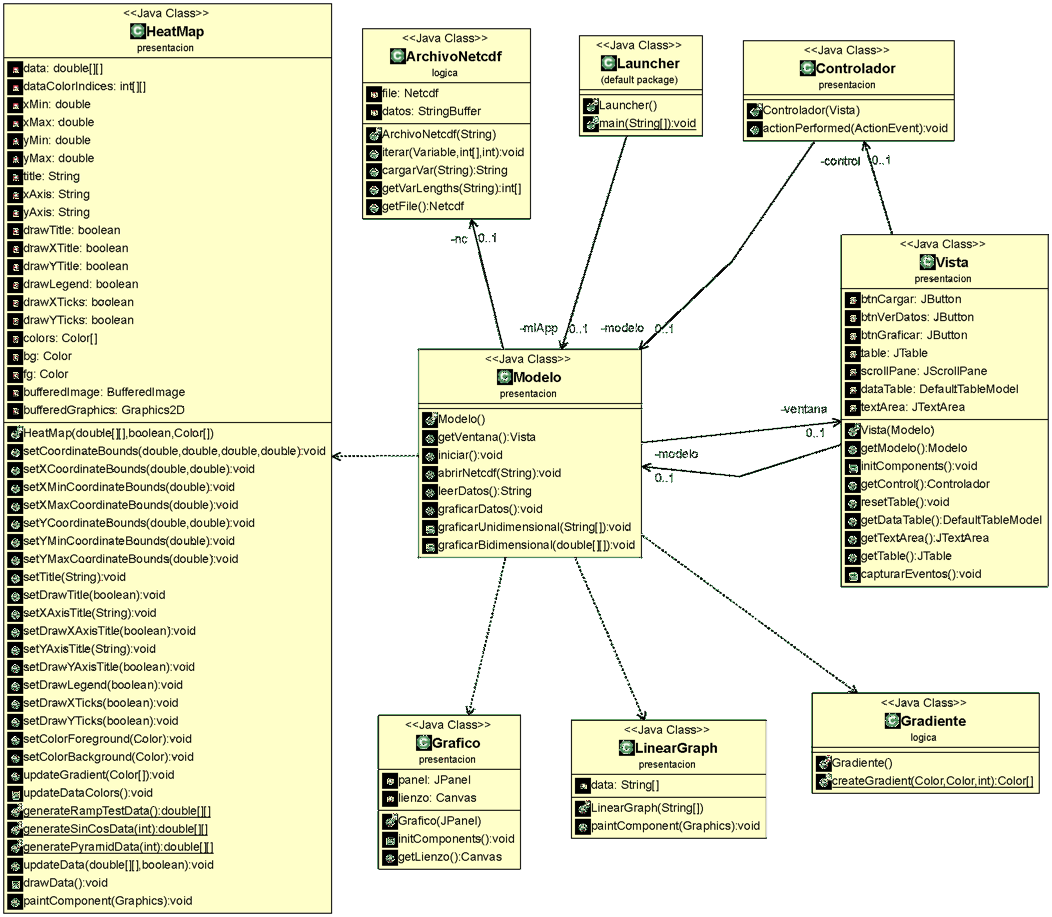 <<Java Class>>
HeatMap
presentacion
data: double[][]
dataColorIndices: int[][]
xMin: double
xMax: double
yMin: double
yMax: double
title: String
xAxis: String
yAxis: String
drawTitle: boolean
drawXTitle: boolean
drawYTitle: boolean
drawLegend: boolean
drawXTicks: boolean
drawYTicks: boolean
colors: Color[]
bg: Color
fg: Color
bufferedImage: BufferedImage
bufferedGraphics: Graphics2D
HeatMap(double[][],boolean,Color[])
setCoordinateBounds(double,double,double,double):void
setXCoordinateBounds(double,double):void
setXMinCoordinateBounds(double):void
setXMaxCoordinateBounds(double):void
setYCoordinateBounds(double,double):void
setYMinCoordinateBounds(double):void
setYMaxCoordinateBounds(double):void
setTitle(String):void
setDrawTitle(boolean):void
setXAxisTitle(String):void
setDrawXAxisTitle(boolean):void
setYAxisTitle(String):void
setDrawYAxisTitle(boolean):void
setDrawLegend(boolean):void
setDrawXTicks(boolean):void
setDrawYTicks(boolean):void
setColorForeground(Color):void
setColorBackground(Color):void
updateGradient(Color[]):void
updateDataColors():void
generateRampTestData():double[][]
generateSinCosData(int):double[][]
generatePyramidData(int):double[][]
updateData(double[][],boolean):void
drawData():void
paintComponent(Graphics):void
<<Java Class>>
ArchivoNetcdf
logica
file: Netcdf
datos: StringBuffer
ArchivoNetcdf(String)
iterar(Variable,int[],int):void
cargarVar(String):String
getVarLengths(String):int[]
getFile():Netcdf
<<Java Class>>
Launcher
(default package)
Launcher()
main(String[]):void
<<Java Class>>
Controlador
presentacion
Controlador(Vista)
actionPerformed(ActionEvent):void
-control 0..1
-nc 0..1
-mlApp 0..1
-modelo 0..1
<<Java Class>>
Vista
presentacion
btnCargar: JButton
btnVerDatos: JButton
btnGraficar: JButton
table: JTable
scrollPane: JScrollPane
dataTable: DefaultTableModel
textArea: JTextArea
Vista(Modelo)
getModelo():Modelo
initComponents():void
getControl():Controlador
resetTable():void
getDataTable():DefaultTableModel
getTextArea():JTextArea
getTable():JTable
capturarEventos():void
<<Java Class>>
Modelo
presentacion
Modelo()
getVentana():Vista
iniciar():void
abrirNetcdf(String):void
leerDatos():String
graficarDatos():void
graficarUnidimensional(String[]):void
graficarBidimensional(double[][]):void
-ventana
0..1
-modelo
0..1
<<Java Class>>
Grafico
presentacion
panel: JPanel
lienzo: Canvas
Grafico(JPanel)
initComponents():void
getLienzo():Canvas
<<Java Class>>
LinearGraph
presentacion
data: String[]
LinearGraph(String[])
paintComponent(Graphics):void
<<Java Class>>
Gradiente
logica
Gradiente()
createGradient(Color,Color,int):Color[]